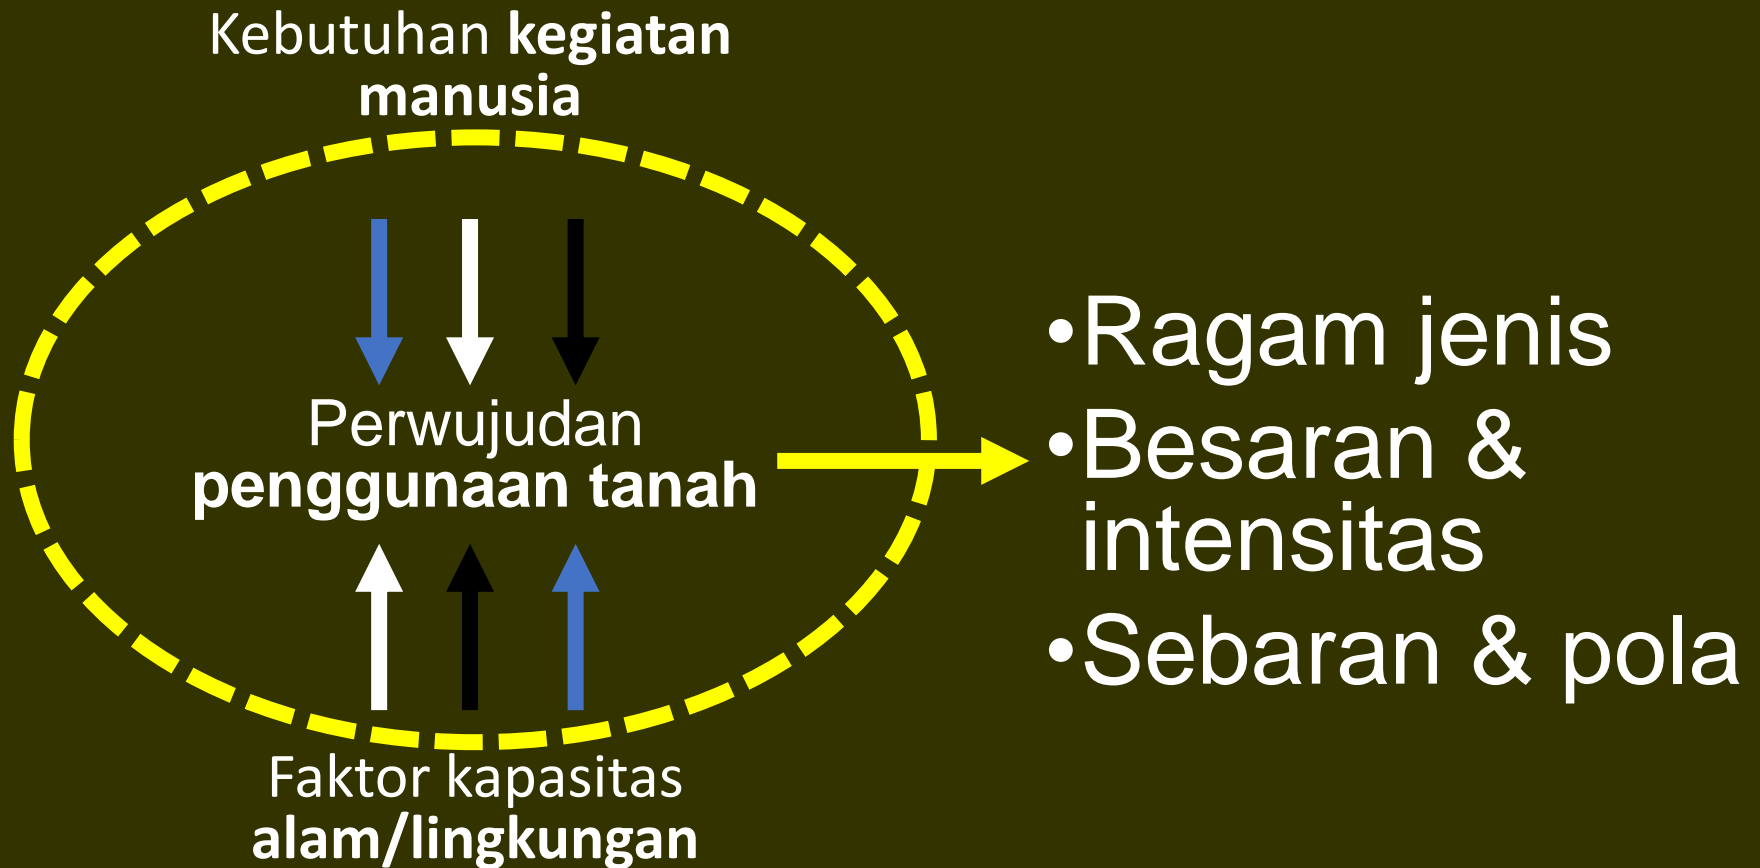 Kebutuhan kegiatan
manusia
Perwujudan
penggunaan tanah
Faktor kapasitas
alam/lingkungan
•Ragam jenis
•Besaran &
intensitas
•Sebaran & pola